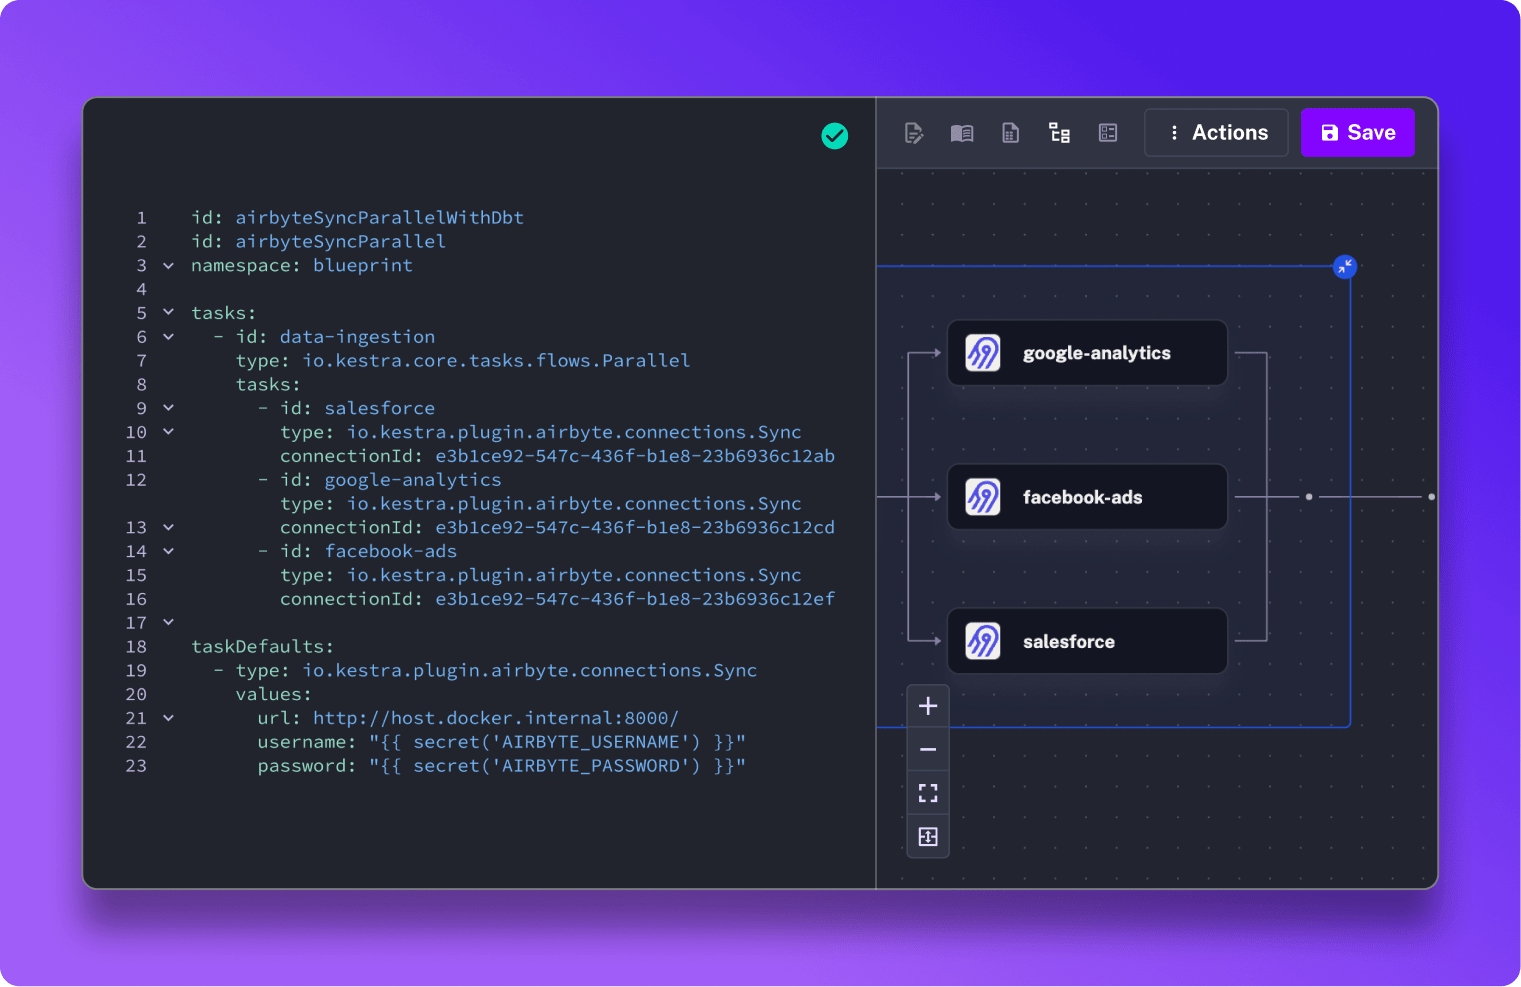 Actions
Save
1 id: airbyteSyncParallelWithDbt
2 id: airbyteSyncParallel
3 namespace: blueprint
4
5 tasks:
6 - id: data-ingestion
7 type: io.kestra.core.tasks.flows.Parallel
8 tasks:
9 - id: salesforce
10 type: io.kestra.plugin.airbyte.connections.Sync
11 connectionId: e3b1ce92-547c-436f-b1e8-23b6936c12ab
12 - id: google-analytics
type: io.kestra.plugin.airbyte.connections.Sync
13 connectionId: e3b1ce92-547c-436f-b1e8-23b6936c12cd
14 - id: facebook-ads
15 type: io.kestra.plugin.airbyte.connections.Sync
16 connectionId: e3b1ce92-547c-436f-b1e8-23b6936c12ef
17
18 taskDefaults:
19 - type: io.kestra.plugin.airbyte.connections.Sync
20 values:
21 url: http://host.docker.internal:8000/
22 username: "{{ secret('AIRBYTE_USERNAME') }}"
23 password: "{{ secret('AIRBYTE_PASSWORD') }}"
google-analytics
facebook-ads
salesforce